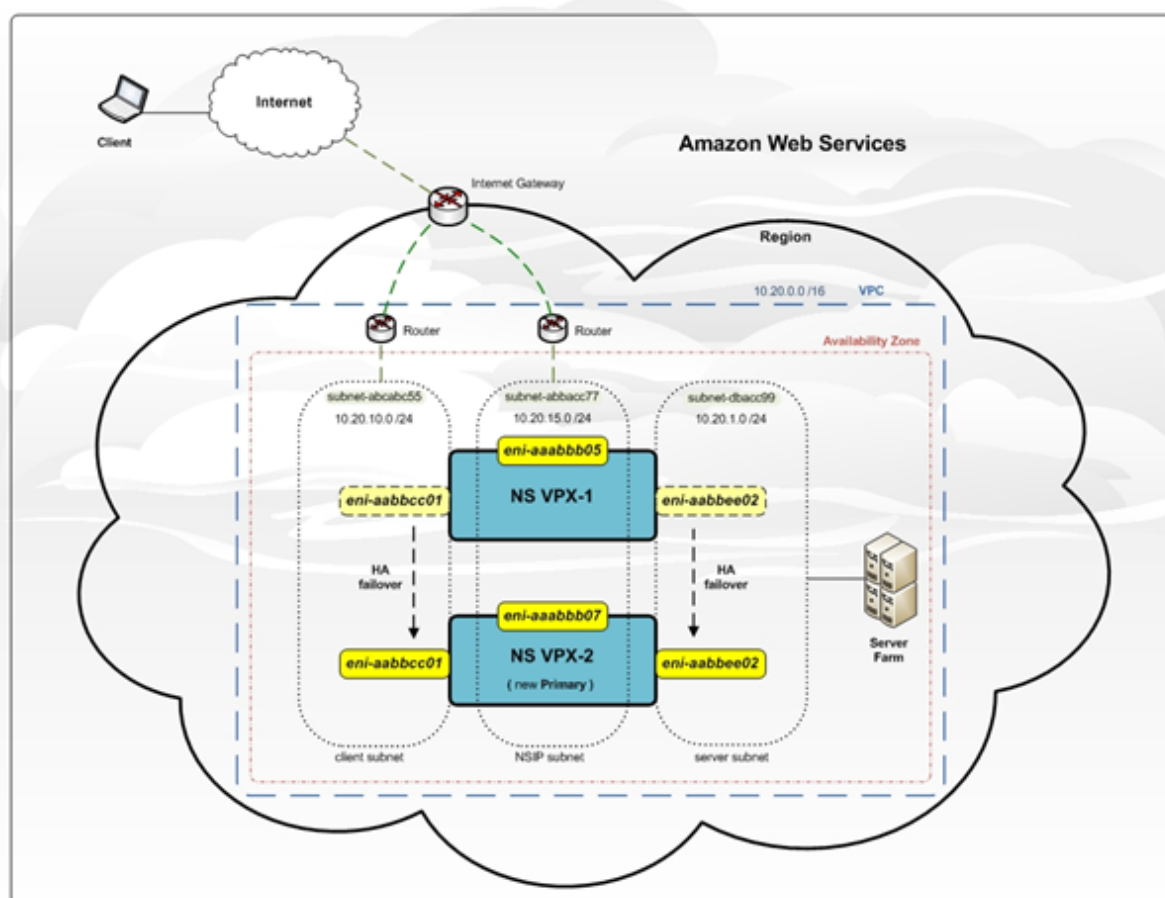 Internet
Client
Amazon Web Services
Internet Gateway
Region
10.20.0.0 /16 VPC
Router
Router
Availability Zone
subnet-abcabc55
subnet-abbacc77
subnet-dbacc99
10.20.10.0 /24
10.20.15.0 /24
10.20.1.0 /24
eni-aaabbb05
NS VPX-1
eni-aabbcc01
eni-aabbee02
HA
failover
HA
failover
eni-aaabbb07
NS VPX-2
( new Primary )
eni-aabbcc01
eni-aabbee02
Server
Farm
client subnet
NSIP subnet
server subnet